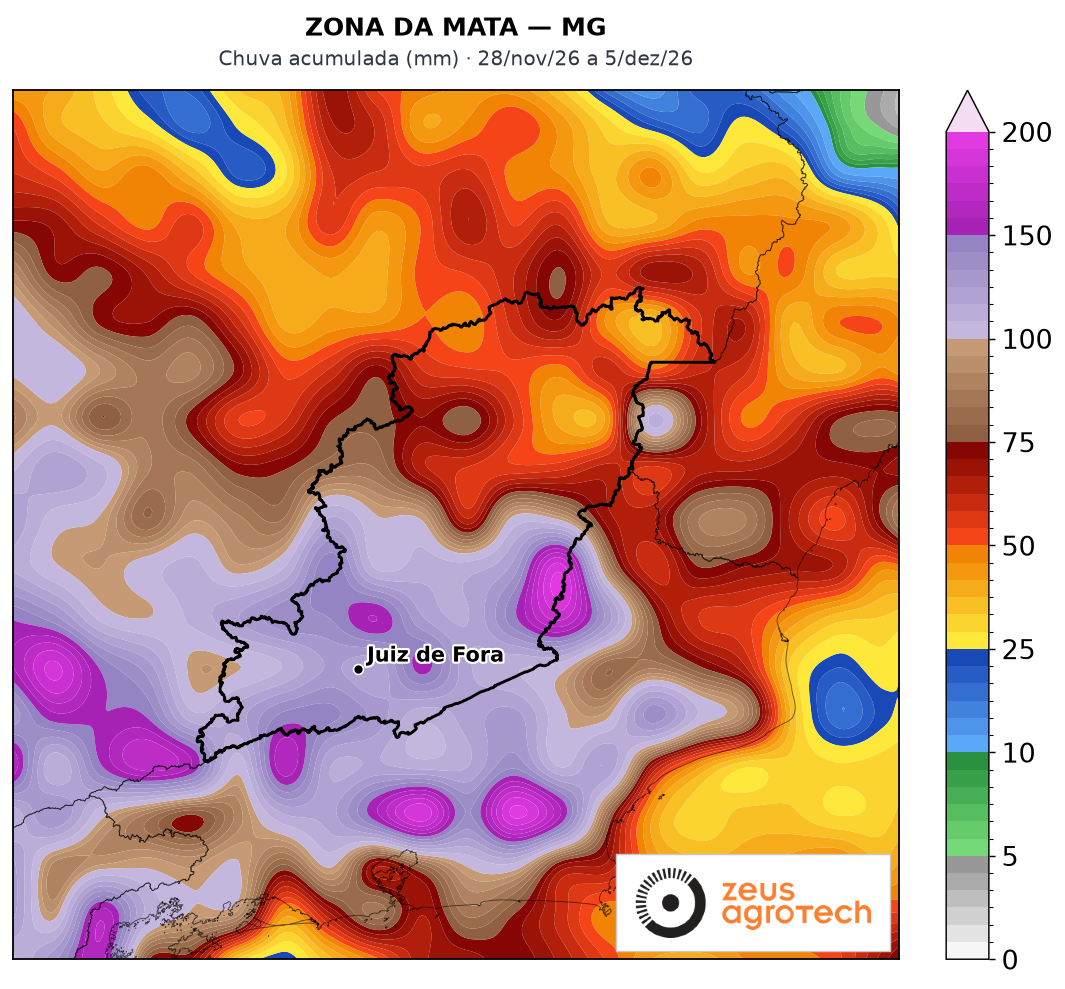 ZONA DA MATA — MG
Chuva acumulada (mm) · 28/nov/26 a 5/dez/26
200
150
100
75
50
25
10
5
0
Juiz de Fora
zeus
agrotech